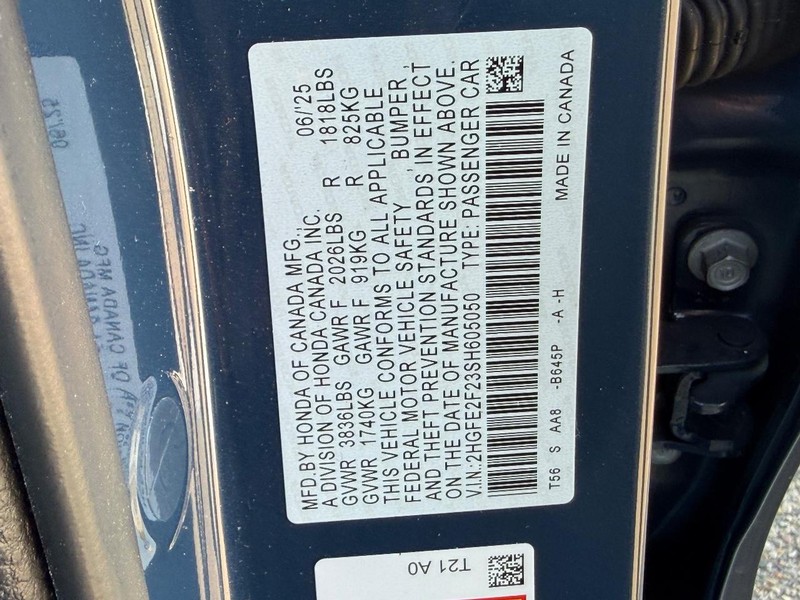 MFD.BY HONDA OF CANADA MFG., 06/'25
A DIVISION OF HONDA CANADA INC.
GVWR 3836LBS GAWR F 2026LBS R 1818LBS
GVWR 1740KG GAWR F 919KG R 825KG
THIS VEHICLE CONFORMS TO ALL APPLICABLE
FEDERAL MOTOR VEHICLE SAFETY , BUMPER ,
AND THEFT PREVENTION STANDARDS IN EFFECT
ON THE DATE OF MANUFACTURE SHOWN ABOVE.
V.I.N.:2HGFE2F23SH605050 TYPE: PASSENGER CAR
T56 S AA8 -B645P -A -H MADE IN CANADA
T21 A0